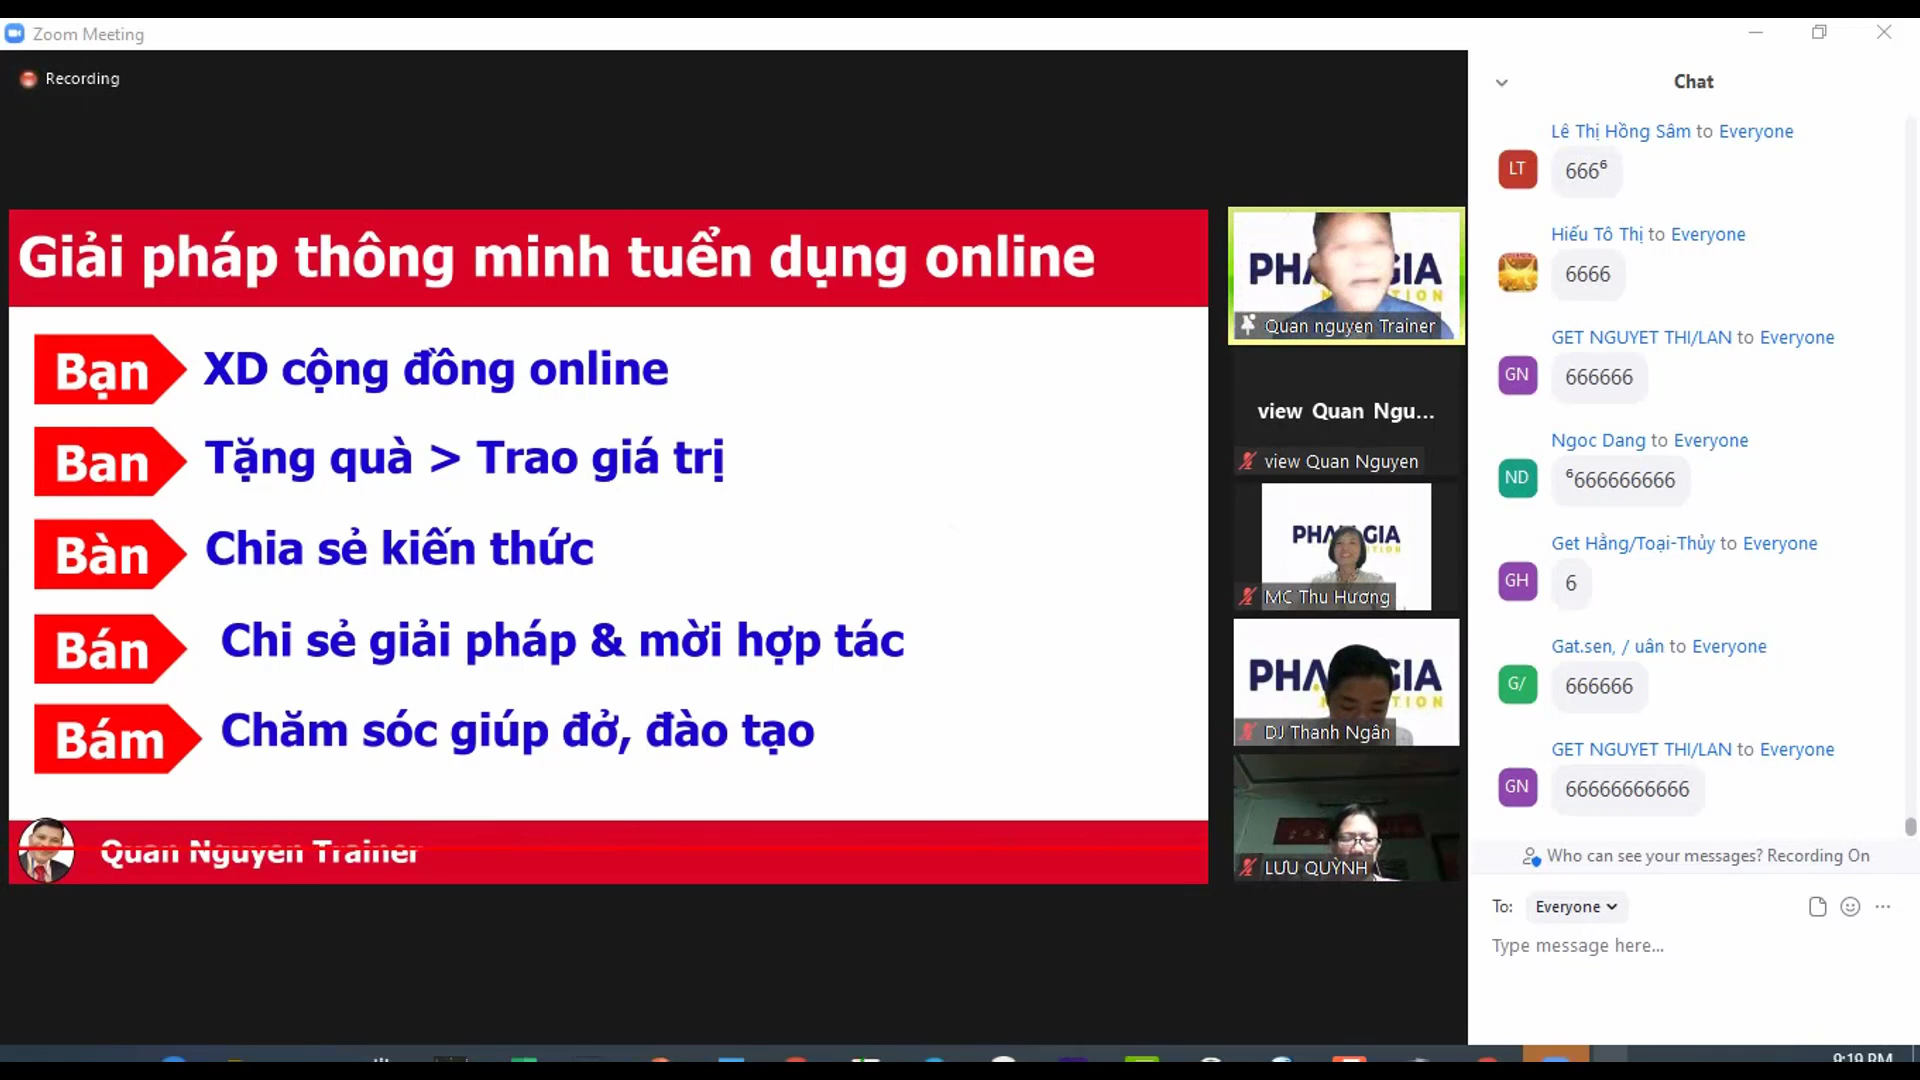 Zoom Meeting
Recording
Giải pháp thông minh tuển dụng online
Bạn XD cộng đồng online
Ban Tặng quà > Trao giá trị
Bàn Chia sẻ kiến thức
Bán Chi sẻ giải pháp & mời hợp tác
Bám Chăm sóc giúp đở, đào tạo
Quan Nguyen Trainer
Quan nguyen Trainer
view Quan Ngu...
view Quan Nguyen
MC Thu Hương
DJ Thanh Ngân
LƯU QUỲNH
Chat
Lê Thị Hồng Sâm to Everyone
LT
666⁶
Hiếu Tô Thị to Everyone
6666
GET NGUYET THI/LAN to Everyone
GN
666666
Ngoc Dang to Everyone
ND
⁶666666666
Get Hằng/Toại-Thủy to Everyone
GH
6
Gat.sen, / uân to Everyone
G/
666666
GET NGUYET THI/LAN to Everyone
GN
66666666666
Who can see your messages? Recording On
To: Everyone
Type message here...
9:19 PM